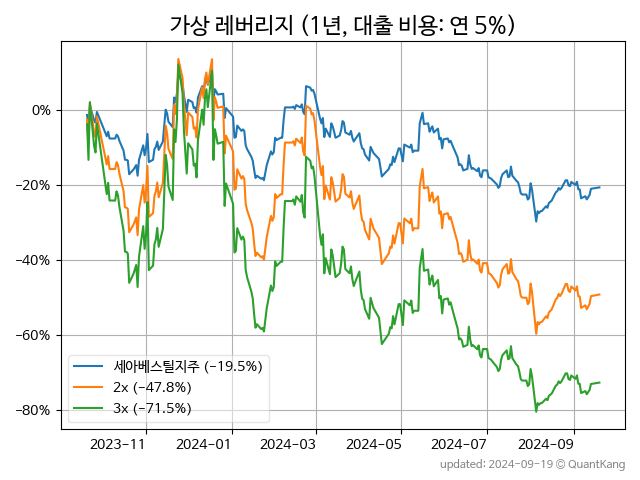 가상 레버리지 (1년, 대출 비용: 연 5%)
0%
−20%
−40%
−60%
−80%
세아베스틸지주 (−19.5%)
2x (−47.8%)
3x (−71.5%)
2023−11 2024−01 2024−03 2024−05 2024−07 2024−09
updated: 2024−09−19 © QuantKang